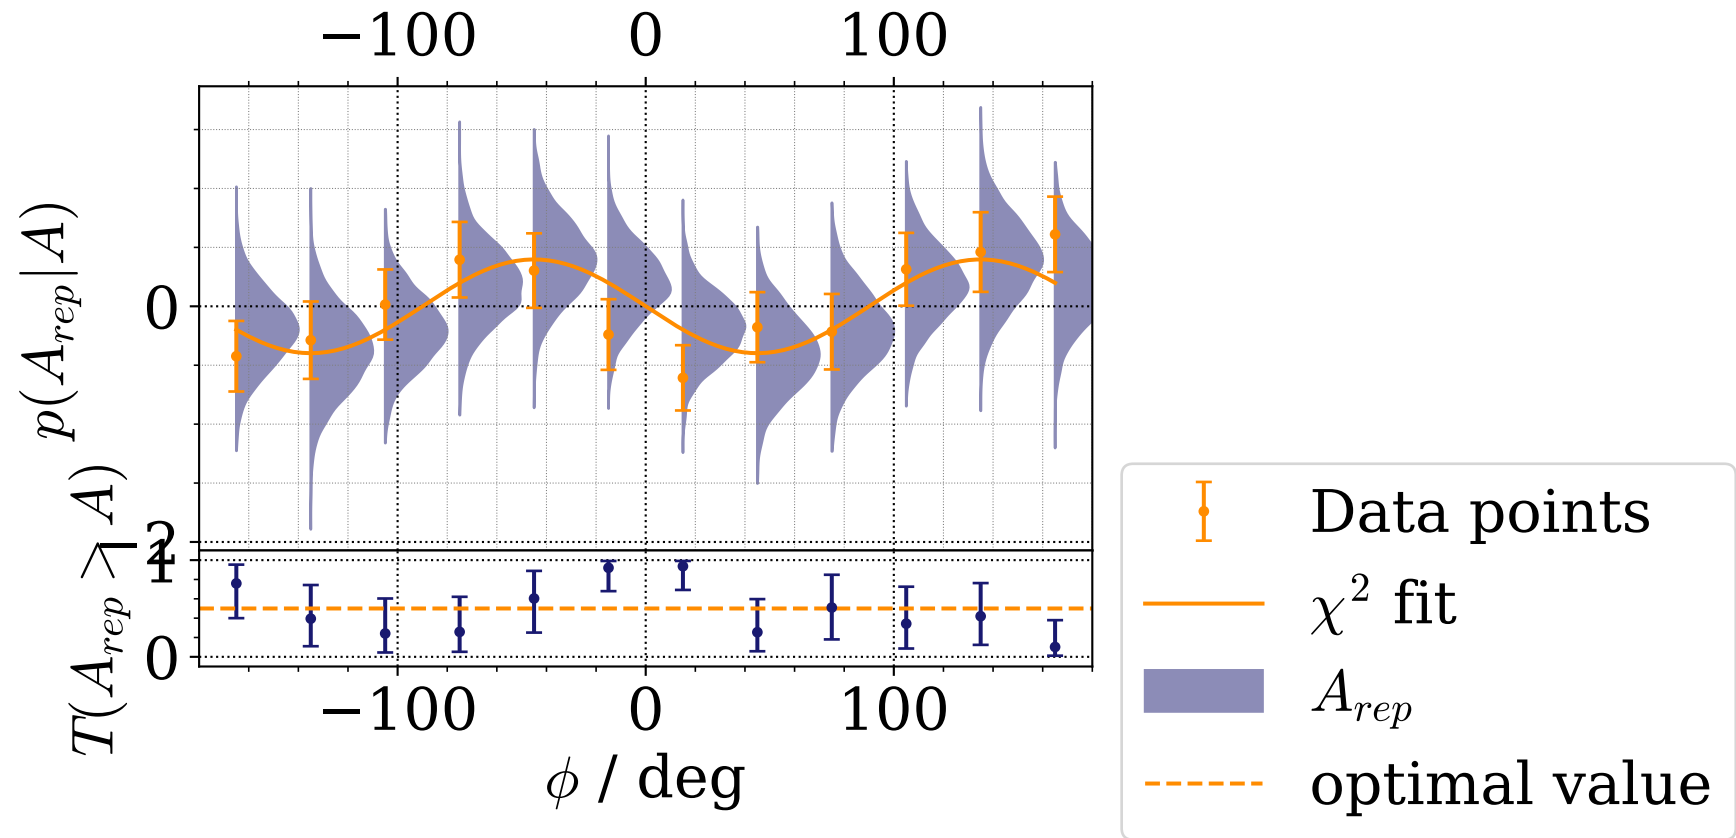 −100 0 100
p(A_rep|A)
0
−2
T(A_rep > A)
1
0
−100 0 100
ϕ / deg
Data points
χ² fit
A_rep
optimal value